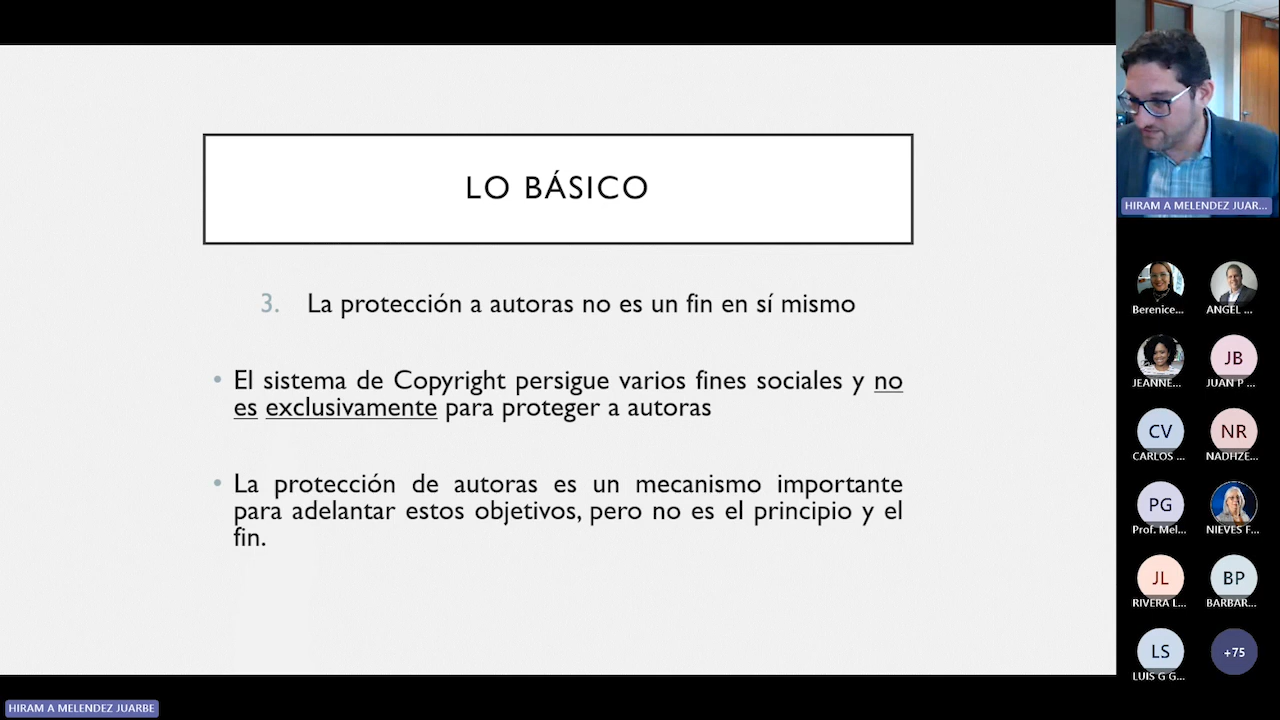 LO BÁSICO
3. La protección a autoras no es un fin en sí mismo
• El sistema de Copyright persigue varios fines sociales y no
es exclusivamente para proteger a autoras
• La protección de autoras es un mecanismo importante
para adelantar estos objetivos, pero no es el principio y el
fin.
HIRAM A MELENDEZ JUAR...
Berenice...
ANGEL ...
JEANNE...
JB
JUAN P ...
CV
CARLOS ...
NR
NADHZE...
PG
Prof. Mel...
NIEVES F...
JL
RIVERA L...
BP
BARBAR...
LS
LUIS G G...
+75
HIRAM A MELENDEZ JUARBE